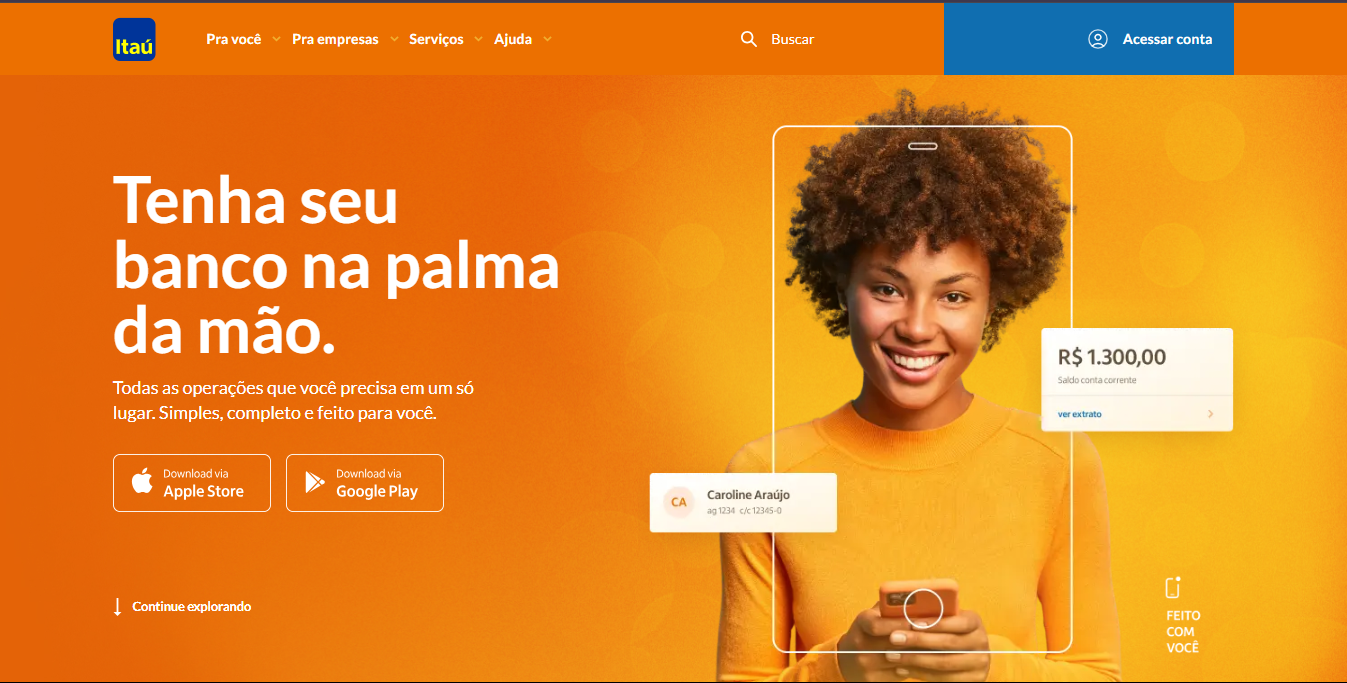 Itaú
Pra você
Pra empresas
Serviços
Ajuda
Buscar
Acessar conta
Tenha seu
banco na palma
da mão.
Todas as operações que você precisa em um só
lugar. Simples, completo e feito para você.
Download via
Apple Store
Download via
Google Play
Continue explorando
R$ 1.300,00
Saldo conta corrente
ver extrato
CA
Caroline Araújo
ag 1234 c/c 12345-0
FEITO
COM
VOCÊ